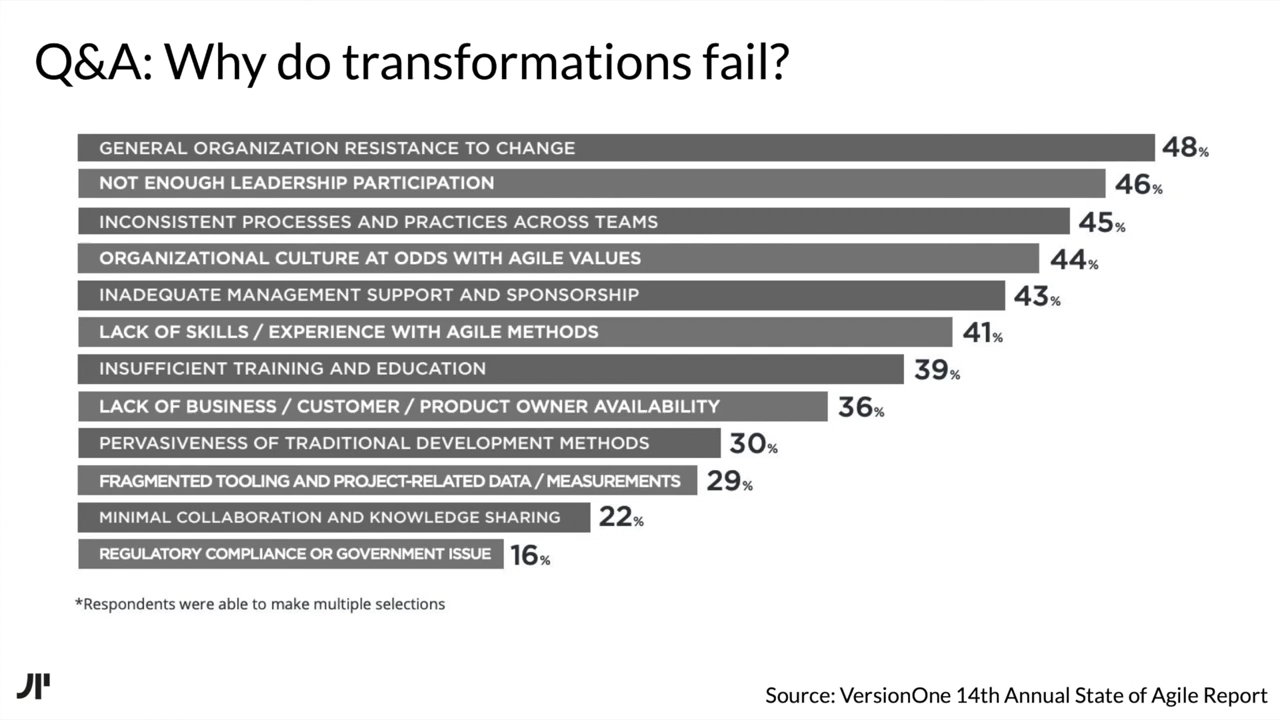 Q&A: Why do transformations fail?
GENERAL ORGANIZATION RESISTANCE TO CHANGE 48%
NOT ENOUGH LEADERSHIP PARTICIPATION 46%
INCONSISTENT PROCESSES AND PRACTICES ACROSS TEAMS 45%
ORGANIZATIONAL CULTURE AT ODDS WITH AGILE VALUES 44%
INADEQUATE MANAGEMENT SUPPORT AND SPONSORSHIP 43%
LACK OF SKILLS / EXPERIENCE WITH AGILE METHODS 41%
INSUFFICIENT TRAINING AND EDUCATION 39%
LACK OF BUSINESS / CUSTOMER / PRODUCT OWNER AVAILABILITY 36%
PERVASIVENESS OF TRADITIONAL DEVELOPMENT METHODS 30%
FRAGMENTED TOOLING AND PROJECT-RELATED DATA / MEASUREMENTS 29%
MINIMAL COLLABORATION AND KNOWLEDGE SHARING 22%
REGULATORY COMPLIANCE OR GOVERNMENT ISSUE 16%
*Respondents were able to make multiple selections
Source: VersionOne 14th Annual State of Agile Report